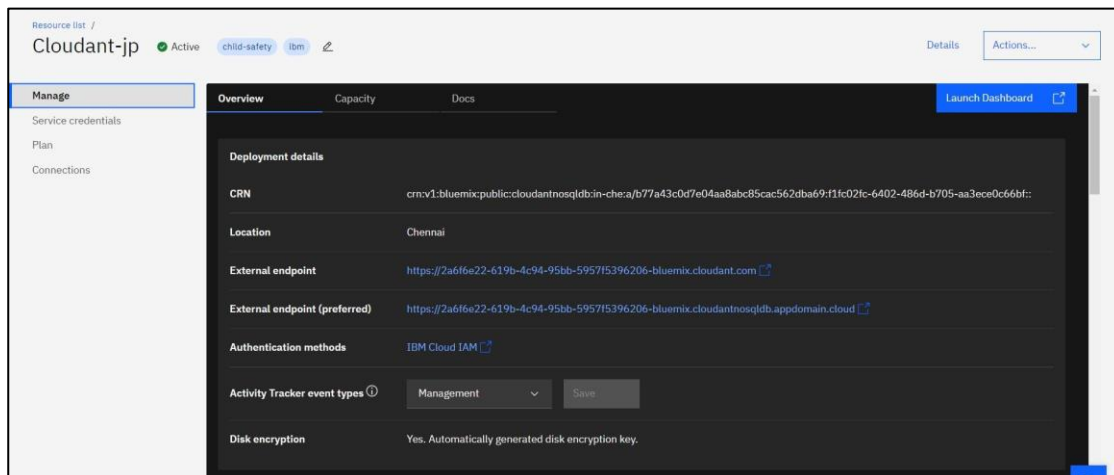 Resource list /
Cloudant-jp Active child-safety ibm Details Actions...
Manage
Service credentials
Plan
Connections
Overview Capacity Docs Launch Dashboard
Deployment details
CRN crn:v1:bluemix:public:cloudantnosqldb:in-che:a/b77a43c0d7e04aa8abc85cac562dba69:f1fc02fc-6402-486d-b705-aa3ece0c66bf::
Location Chennai
External endpoint https://2a6f6e22-619b-4c94-95bb-5957f5396206-bluemix.cloudant.com
External endpoint (preferred) https://2a6f6e22-619b-4c94-95bb-5957f5396206-bluemix.cloudantnosqldb.appdomain.cloud
Authentication methods IBM Cloud IAM
Activity Tracker event types Management Save
Disk encryption Yes. Automatically generated disk encryption key.